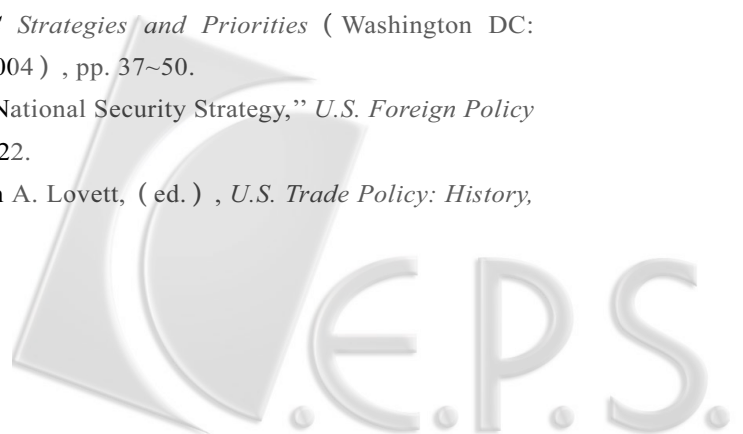 Strategies and Priorities ( Washington DC:
004 ) , pp. 37~50.
National Security Strategy,’’ U.S. Foreign Policy
22.
A. Lovett, ( ed. ) , U.S. Trade Policy: History,
C.E.P.S.